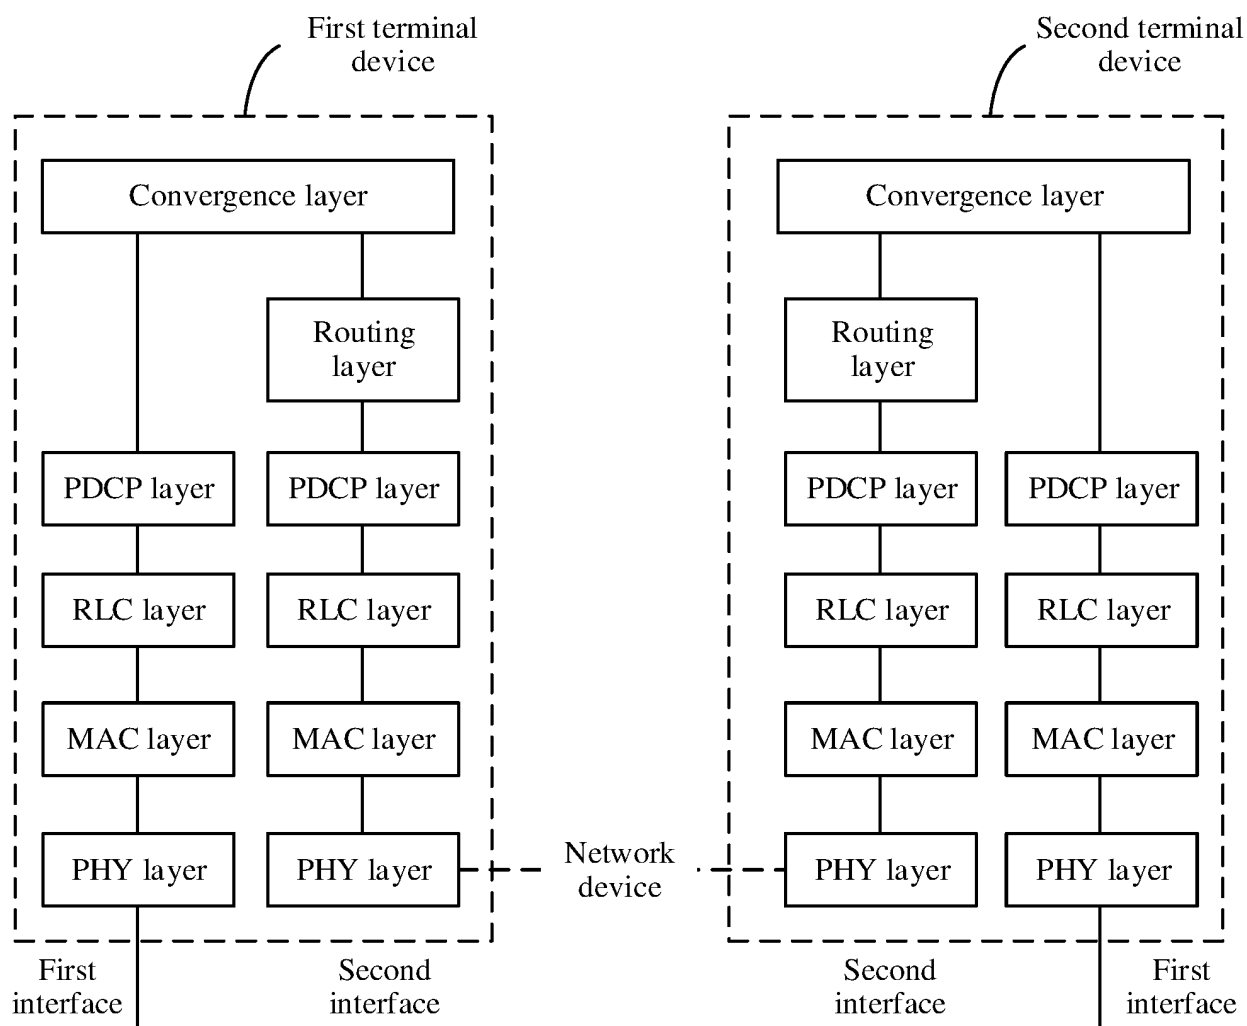 First terminal
device
Second terminal
device
Convergence layer
Convergence layer
Routing
layer
Routing
layer
PDCP layer
PDCP layer
PDCP layer
PDCP layer
RLC layer
RLC layer
RLC layer
RLC layer
MAC layer
MAC layer
MAC layer
MAC layer
PHY layer
PHY layer
Network
device
PHY layer
PHY layer
First
interface
Second
interface
Second
interface
First
interface